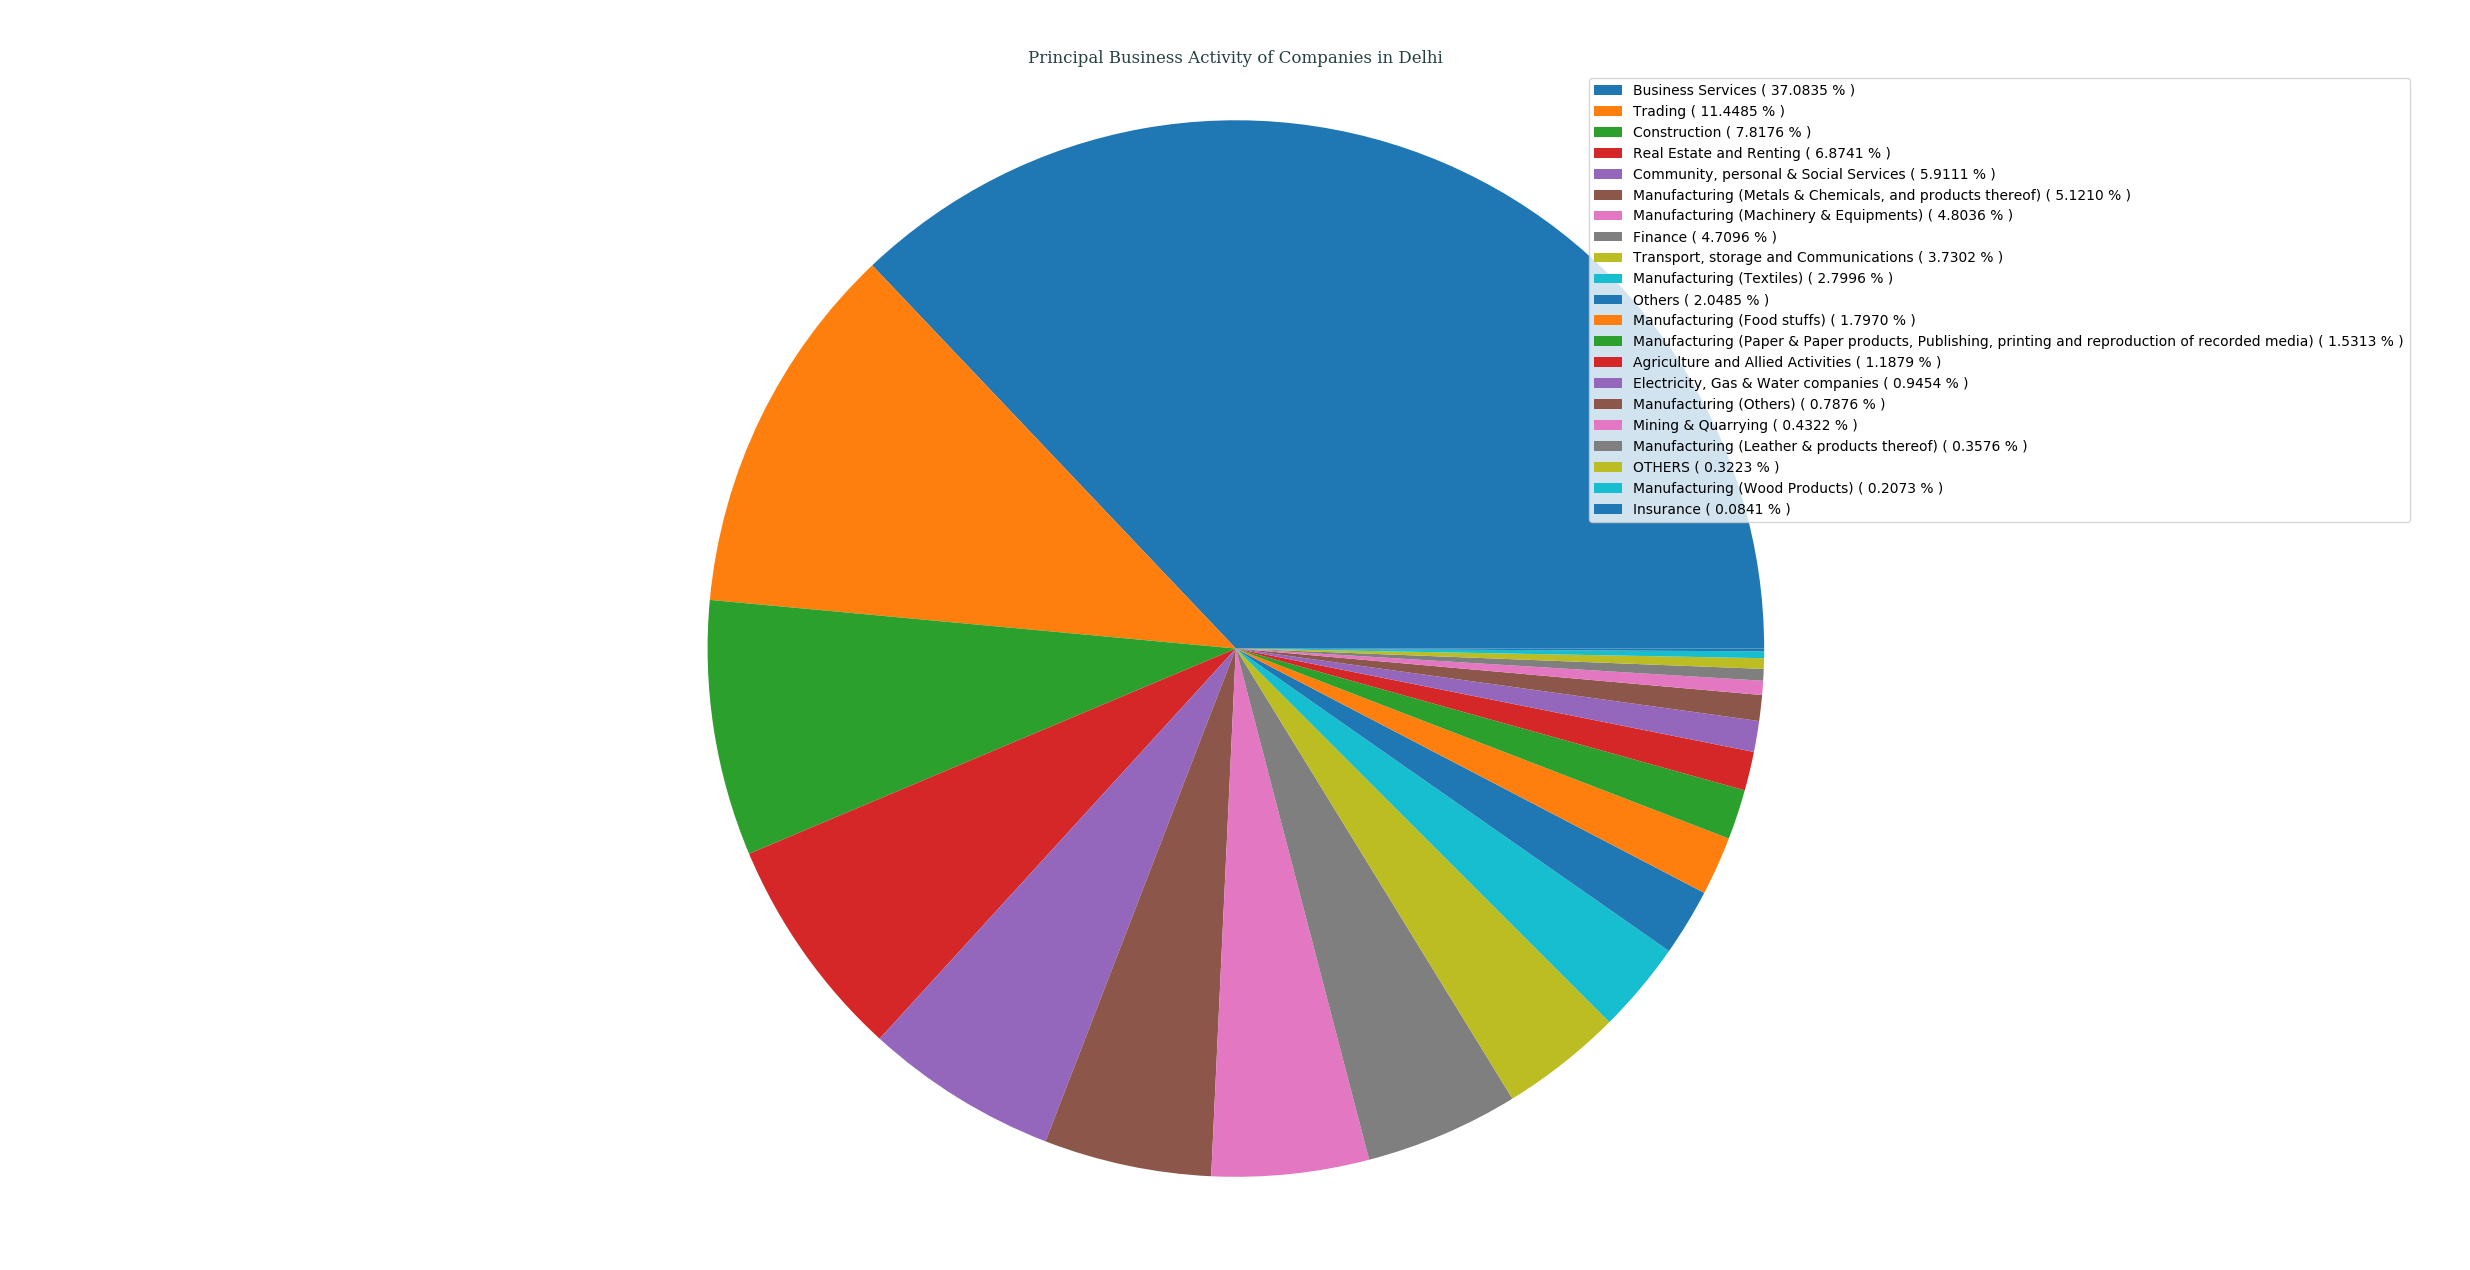 Principal Business Activity of Companies in Delhi
Business Services ( 37.0835 % )
Trading ( 11.4485 % )
Construction ( 7.8176 % )
Real Estate and Renting ( 6.8741 % )
Community, personal & Social Services ( 5.9111 % )
Manufacturing (Metals & Chemicals, and products thereof) ( 5.1210 % )
Manufacturing (Machinery & Equipments) ( 4.8036 % )
Finance ( 4.7096 % )
Transport, storage and Communications ( 3.7302 % )
Manufacturing (Textiles) ( 2.7996 % )
Others ( 2.0485 % )
Manufacturing (Food stuffs) ( 1.7970 % )
Manufacturing (Paper & Paper products, Publishing, printing and reproduction of recorded media) ( 1.5313 % )
Agriculture and Allied Activities ( 1.1879 % )
Electricity, Gas & Water companies ( 0.9454 % )
Manufacturing (Others) ( 0.7876 % )
Mining & Quarrying ( 0.4322 % )
Manufacturing (Leather & products thereof) ( 0.3576 % )
OTHERS ( 0.3223 % )
Manufacturing (Wood Products) ( 0.2073 % )
Insurance ( 0.0841 % )